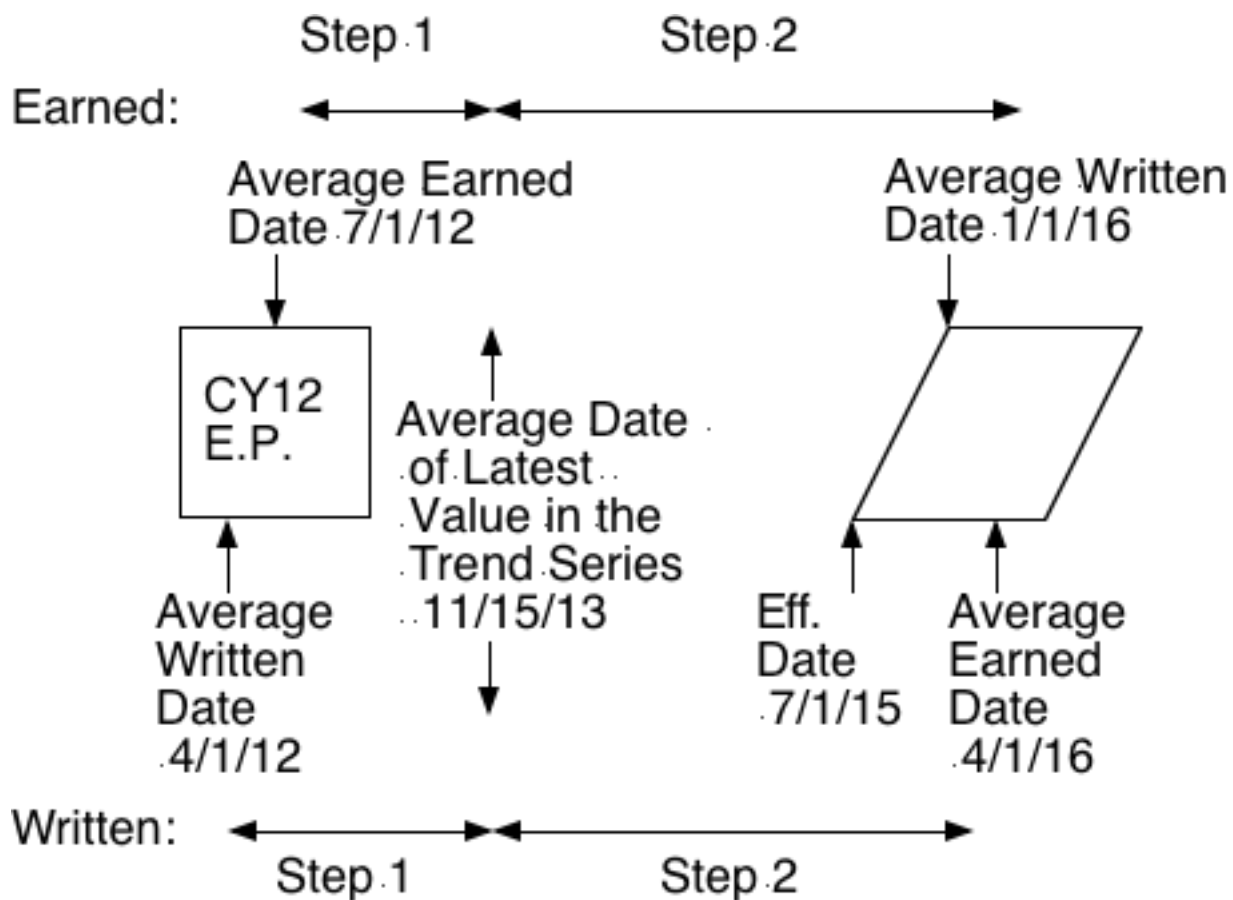 Step 1 Step 2
Earned:
Average Earned
Date 7/1/12
Average Written
Date 1/1/16
CY12
E.P.
Average Date
of Latest
Value in the
Trend Series
11/15/13
Average
Written
Date
4/1/12
Eff.
Date
7/1/15
Average
Earned
Date
4/1/16
Written:
Step 1 Step 2